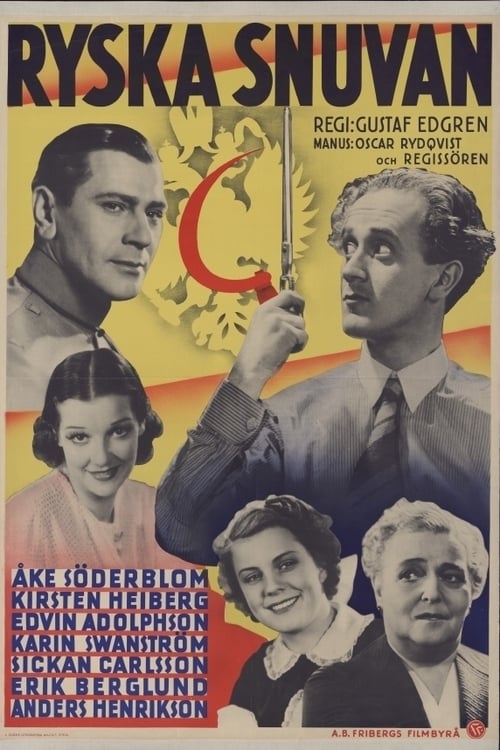 RYSKA SNUVAN
REGI: GUSTAF EDGREN
MANUS: OSCAR RYDQVIST
OCH REGISSÖREN
ÅKE SÖDERBLOM
KIRSTEN HEIBERG
EDVIN ADOLPHSON
KARIN SWANSTRÖM
SICKAN CARLSSON
ERIK BERGLUND
ANDERS HENRIKSON
A.B. FRIBERGS FILMBYRÅ